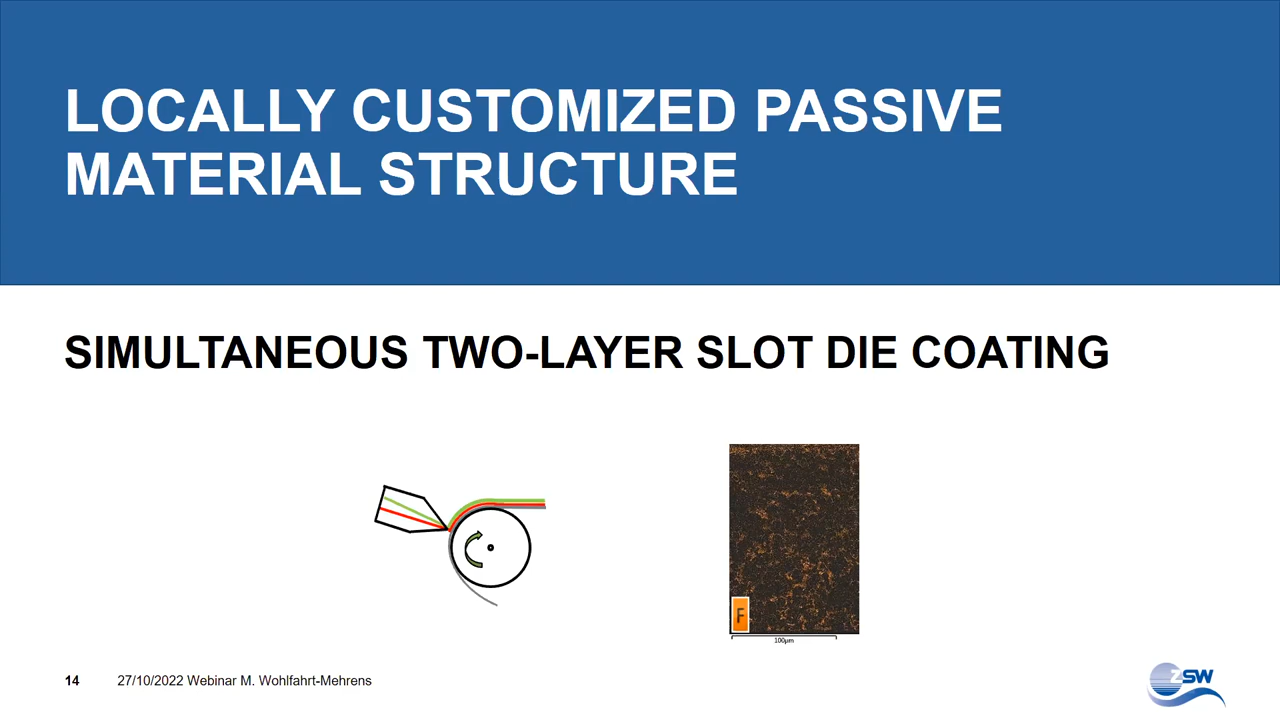 LOCALLY CUSTOMIZED PASSIVE
MATERIAL STRUCTURE
SIMULTANEOUS TWO-LAYER SLOT DIE COATING
F
100µm
14 27/10/2022 Webinar M. Wohlfahrt-Mehrens
ZSW